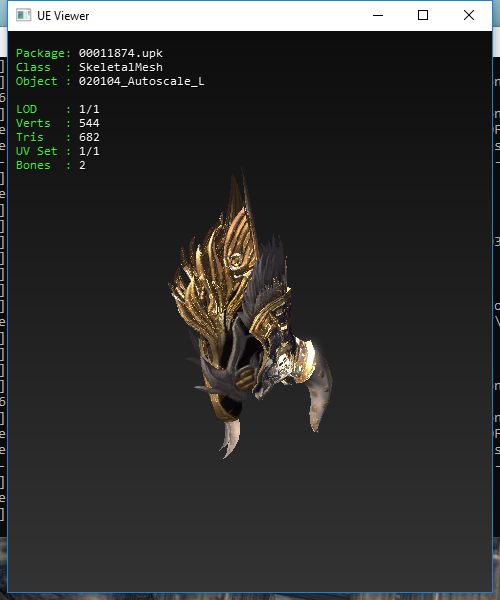 UE Viewer
Package: 00011874.upk
Class : SkeletalMesh
Object : 020104_Autoscale_L
LOD : 1/1
Verts : 544
Tris : 682
UV Set : 1/1
Bones : 2